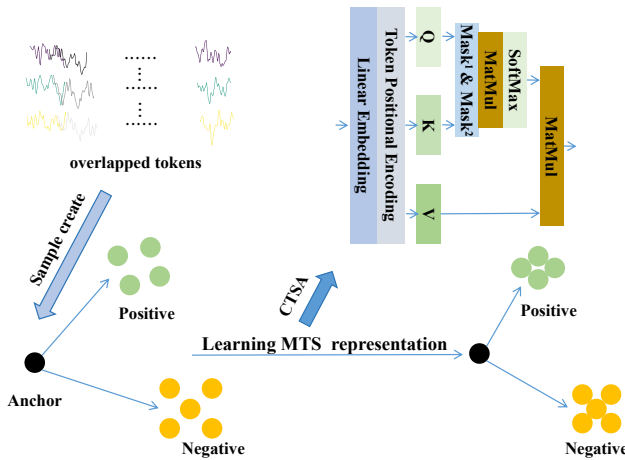 overlapped tokens
Sample create
Positive
Anchor
Negative
Linear Embedding
Token Positional Encoding
Q
K
V
Mask¹ & Mask²
MatMul
SoftMax
MatMul
CTSA
Learning MTS representation
Positive
Negative